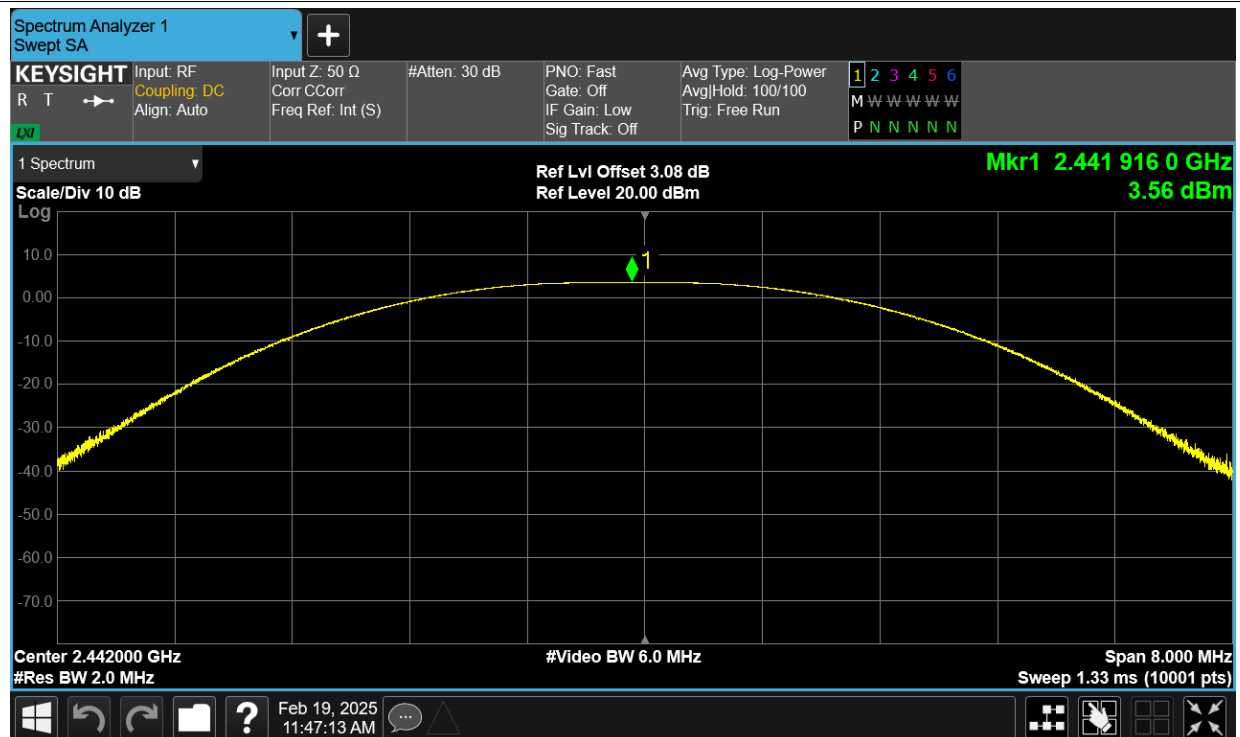 Spectrum Analyzer 1
Swept SA
+
KEYSIGHT
R T
LXI
Input: RF
Coupling: DC
Align: Auto
Input Z: 50 Ω
Corr CCorr
Freq Ref: Int (S)
#Atten: 30 dB
PNO: Fast
Gate: Off
IF Gain: Low
Sig Track: Off
Avg Type: Log-Power
Avg|Hold: 100/100
Trig: Free Run
1 2 3 4 5 6
M W W W W W
P N N N N N
1 Spectrum
Scale/Div 10 dB
Ref Lvl Offset 3.08 dB
Ref Level 20.00 dBm
Mkr1 2.441 916 0 GHz
3.56 dBm
Log
1
10.0
0.00
-10.0
-20.0
-30.0
-40.0
-50.0
-60.0
-70.0
Center 2.442000 GHz
#Res BW 2.0 MHz
#Video BW 6.0 MHz
Span 8.000 MHz
Sweep 1.33 ms (10001 pts)
?
Feb 19, 2025
11:47:13 AM